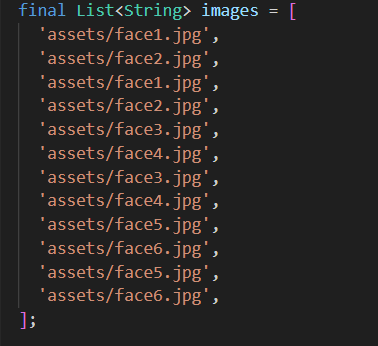 final List<String> images = [
'assets/face1.jpg',
'assets/face2.jpg',
'assets/face1.jpg',
'assets/face2.jpg',
'assets/face3.jpg',
'assets/face4.jpg',
'assets/face3.jpg',
'assets/face4.jpg',
'assets/face5.jpg',
'assets/face6.jpg',
'assets/face5.jpg',
'assets/face6.jpg',
];